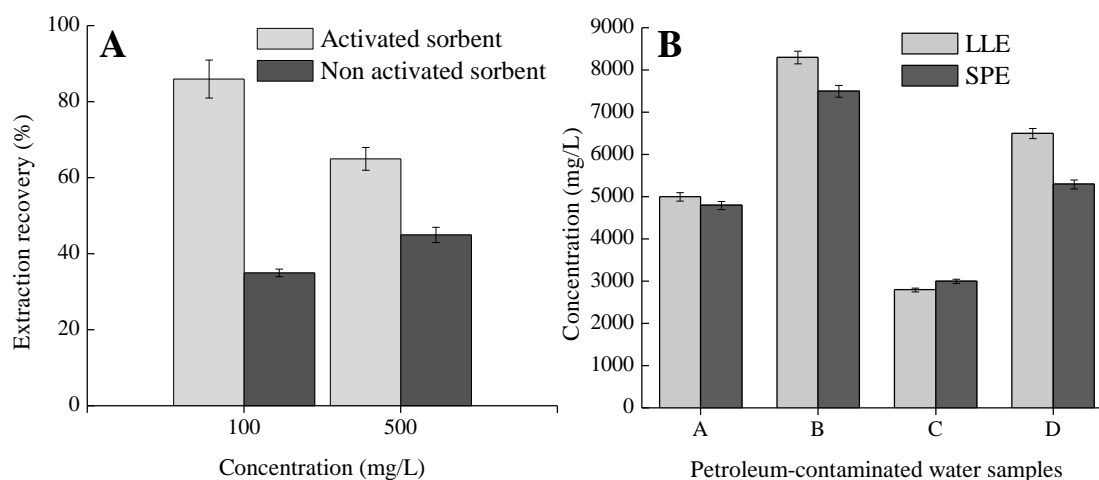 A
Activated sorbent
Non activated sorbent
Extraction recovery (%)
100
80
60
40
20
0
100 500
Concentration (mg/L)
B
LLE
SPE
Concentration (mg/L)
9000
8000
7000
6000
5000
4000
3000
2000
1000
0
A B C D
Petroleum-contaminated water samples